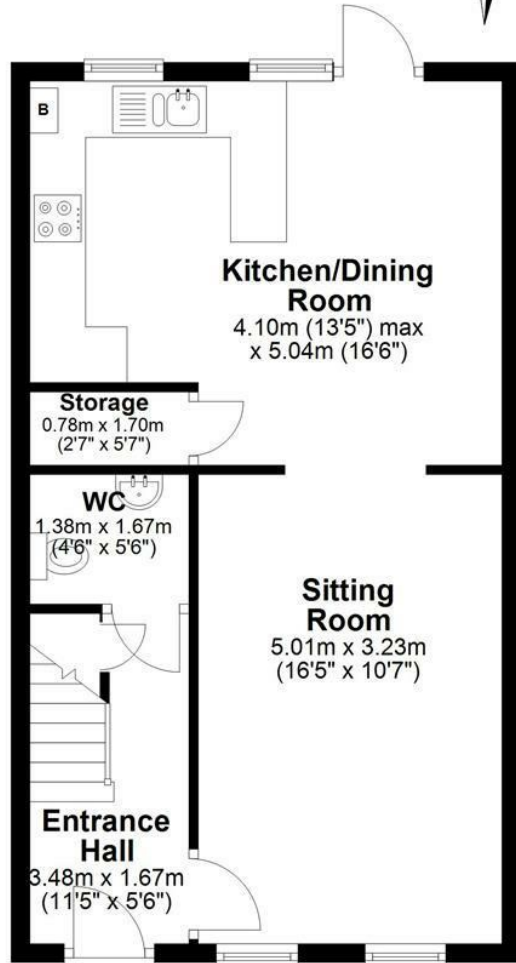 B
Kitchen/Dining
Room
4.10m (13'5") max
x 5.04m (16'6")
Storage
0.78m x 1.70m
(2'7" x 5'7")
WC
1.38m x 1.67m
(4'6" x 5'6")
Sitting
Room
5.01m x 3.23m
(16'5" x 10'7")
Entrance
Hall
3.48m x 1.67m
(11'5" x 5'6")